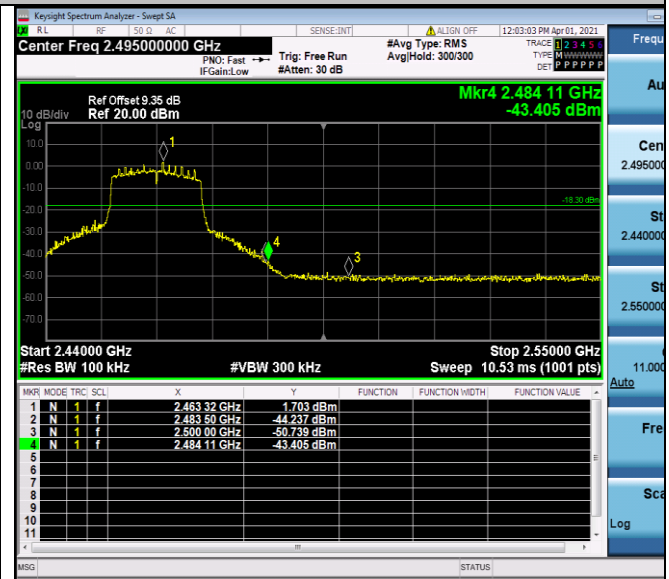 Keysight Spectrum Analyzer - Swept SA
RL RF 50 Ω AC SENSE:INT ALIGN OFF 12:03:03 PM Apr 01, 2021
Center Freq 2.495000000 GHz #Avg Type: RMS TRACE 1 2 3 4 5 6
PNO: Fast Trig: Free Run Avg|Hold: 300/300 TYPE M WWWWW
IFGain:Low #Atten: 30 dB DET P P P P P P
Mkr4 2.484 11 GHz
-43.405 dBm
Ref Offset 9.35 dB
10 dB/div Ref 20.00 dBm
Log
10.0
0.00
-10.0
-20.0
-30.0
-40.0
-50.0
-60.0
-70.0
1
4
3
-18.30 dBm
Start 2.44000 GHz Stop 2.55000 GHz
#Res BW 100 kHz #VBW 300 kHz Sweep 10.53 ms (1001 pts)
MKR MODE TRC SCL X Y FUNCTION FUNCTION WIDTH FUNCTION VALUE
1 N 1 f 2.463 32 GHz 1.703 dBm
2 N 1 f 2.483 50 GHz -44.237 dBm
3 N 1 f 2.500 00 GHz -50.739 dBm
4 N 1 f 2.484 11 GHz -43.405 dBm
5
6
7
8
9
10
11
MSG STATUS
Frequ
Au
Cen
2.495000
St
2.440000
St
2.550000
11.000
Auto
Fre
Sca
Log